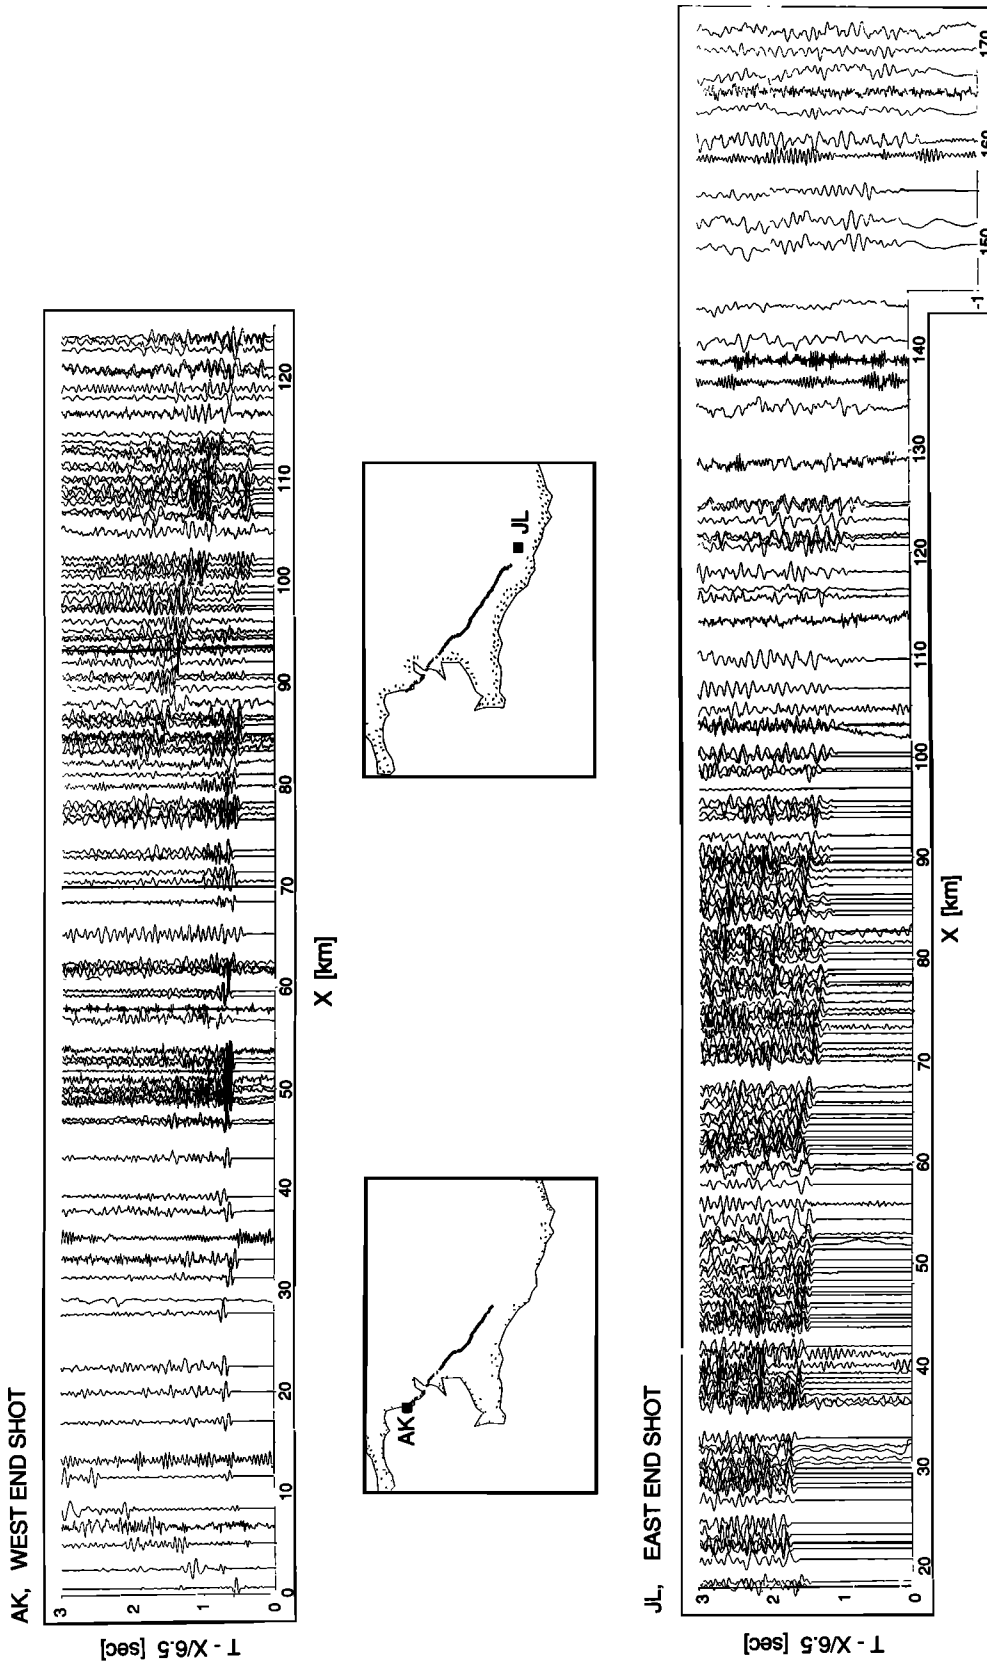 AK, WEST END SHOT
T - X/6.5 [sec]
3
2
1
0
0 10 20 30 40 50 60 70 80 90 100 110 120
X [km]
AK
JL
JL, EAST END SHOT
T - X/6.5 [sec]
3
2
1
0
-1
20 30 40 50 60 70 80 90 100 110 120 130 140 150 160 170
X [km]